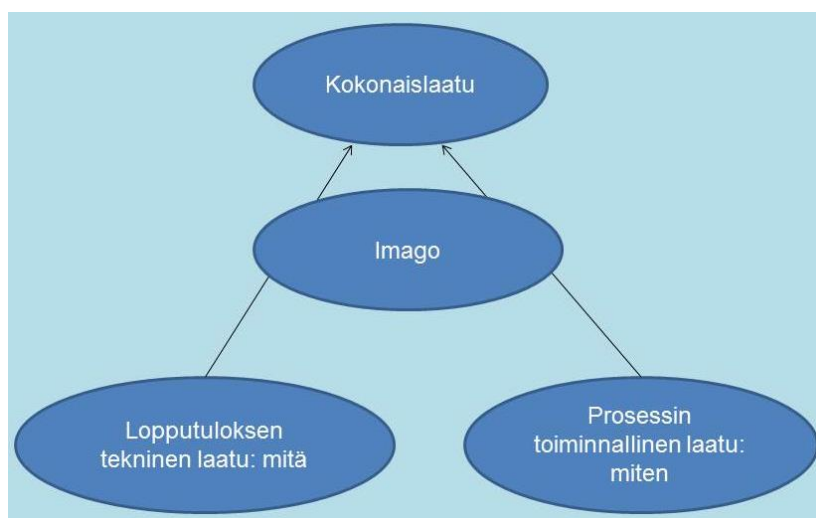 Kokonaislaatu
Imago
Lopputuloksen
tekninen laatu: mitä
Prosessin
toiminnallinen laatu:
miten